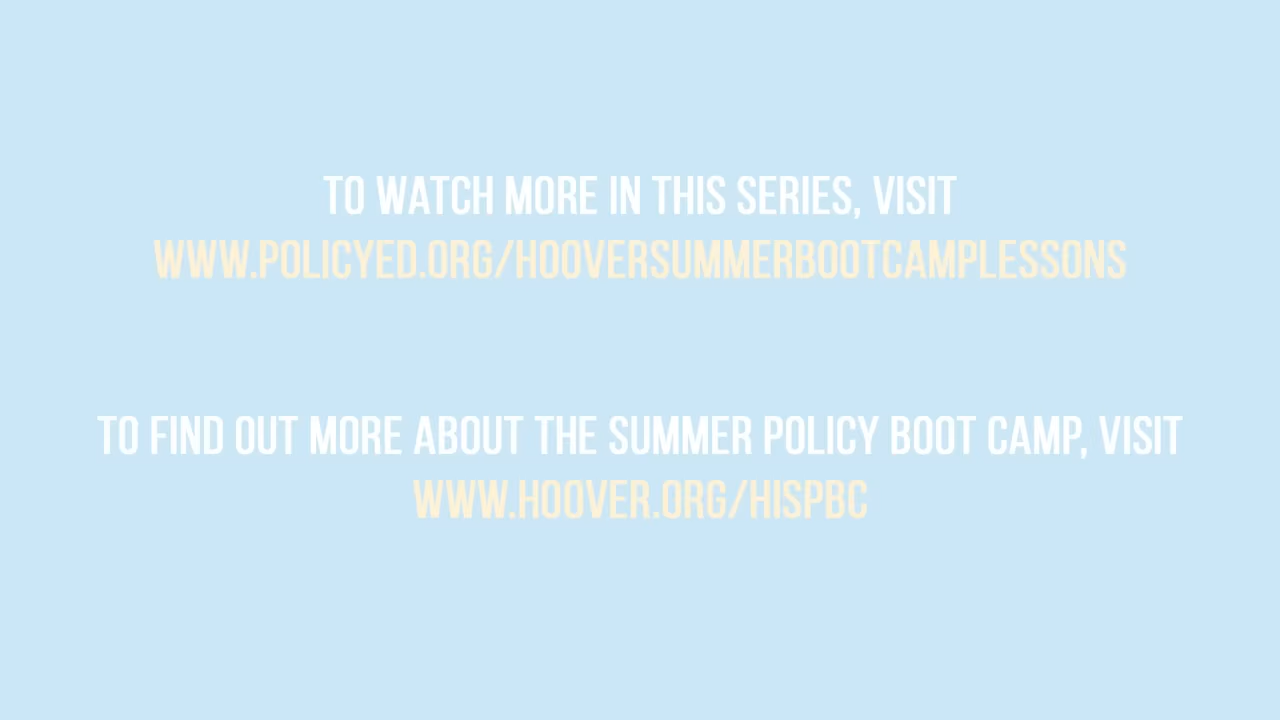 TO WATCH MORE IN THIS SERIES, VISIT
WWW.POLICYED.ORG/HOOVERSUMMERBOOTCAMPLESSONS
TO FIND OUT MORE ABOUT THE SUMMER POLICY BOOT CAMP, VISIT
WWW.HOOVER.ORG/HISPBC